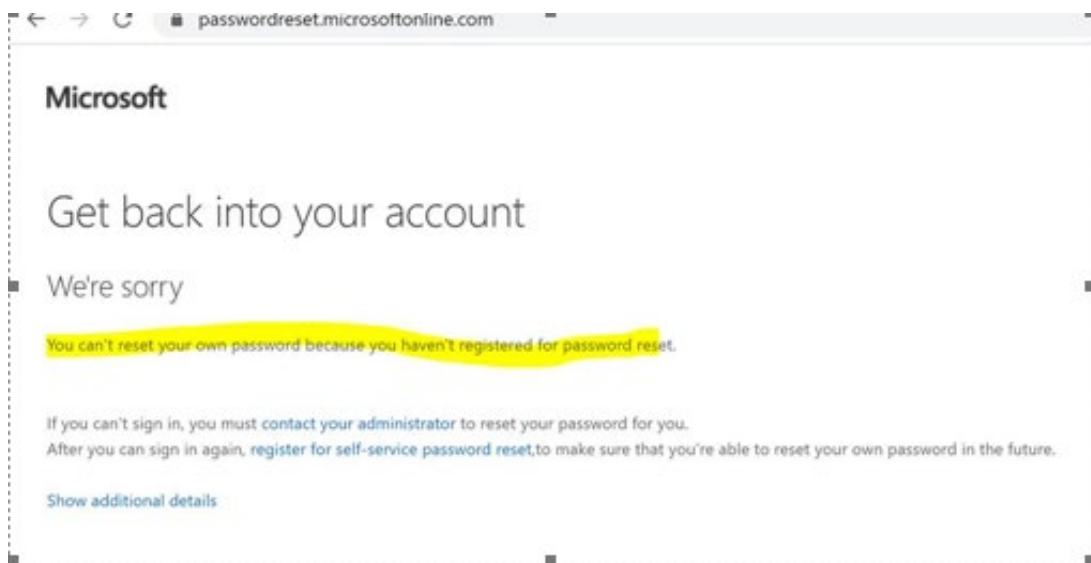 passwordreset.microsoftonline.com
Microsoft
Get back into your account
We're sorry
You can't reset your own password because you haven't registered for password reset.
If you can't sign in, you must contact your administrator to reset your password for you.
After you can sign in again, register for self-service password reset,to make sure that you're able to reset your own password in the future.
Show additional details